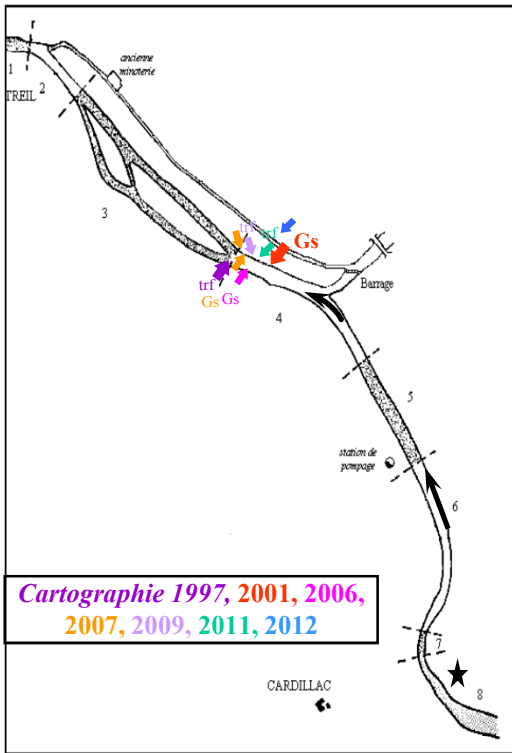 r
ancienne
minoterie
1
2
TREIL
3
trf
trf
Gs
trf
Gs
Gs
4
Barrage
5
station de
pompage
6
Cartographie 1997, 2001, 2006,
2007, 2009, 2011, 2012
7
CARDILLAC
8